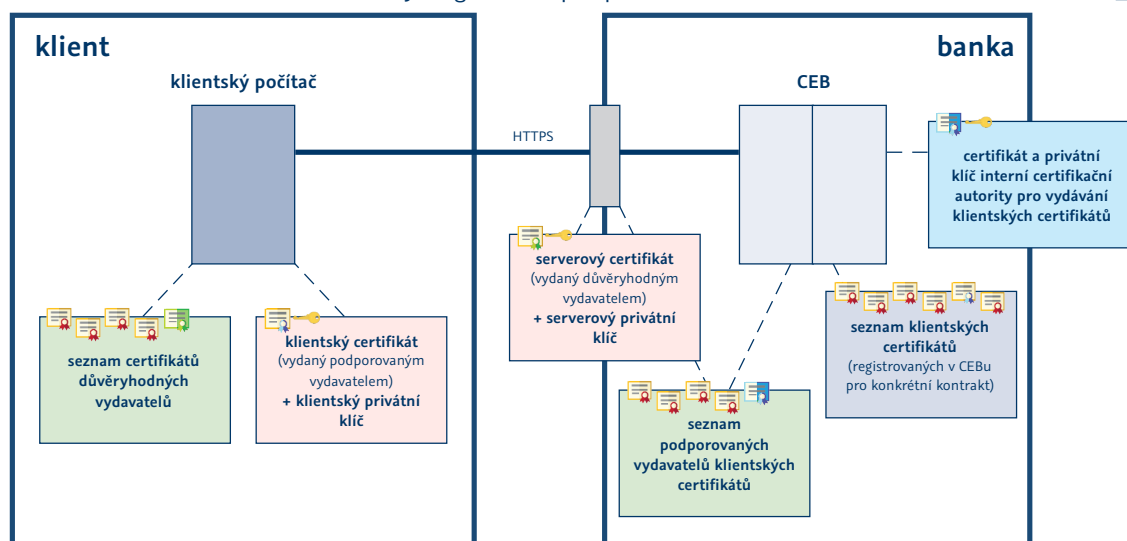 klient
banka
klientský počítač
CEB
HTTPS
certifikát a privátní
klíč interní certifikační
autority pro vydávání
klientských certifikátů
serverový certifikát
(vydaný důvěryhodným
vydavatelem)
+ serverový privátní
klíč
seznam certifikátů
důvěryhodných
vydavatelů
klientský certifikát
(vydaný podporovaným
vydavatelem)
+ klientský privátní
klíč
seznam klientských
certifikátů
(registrovaných v CEBu
pro konkrétní kontrakt)
seznam
podporovaných
vydavatelů klientských
certifikátů